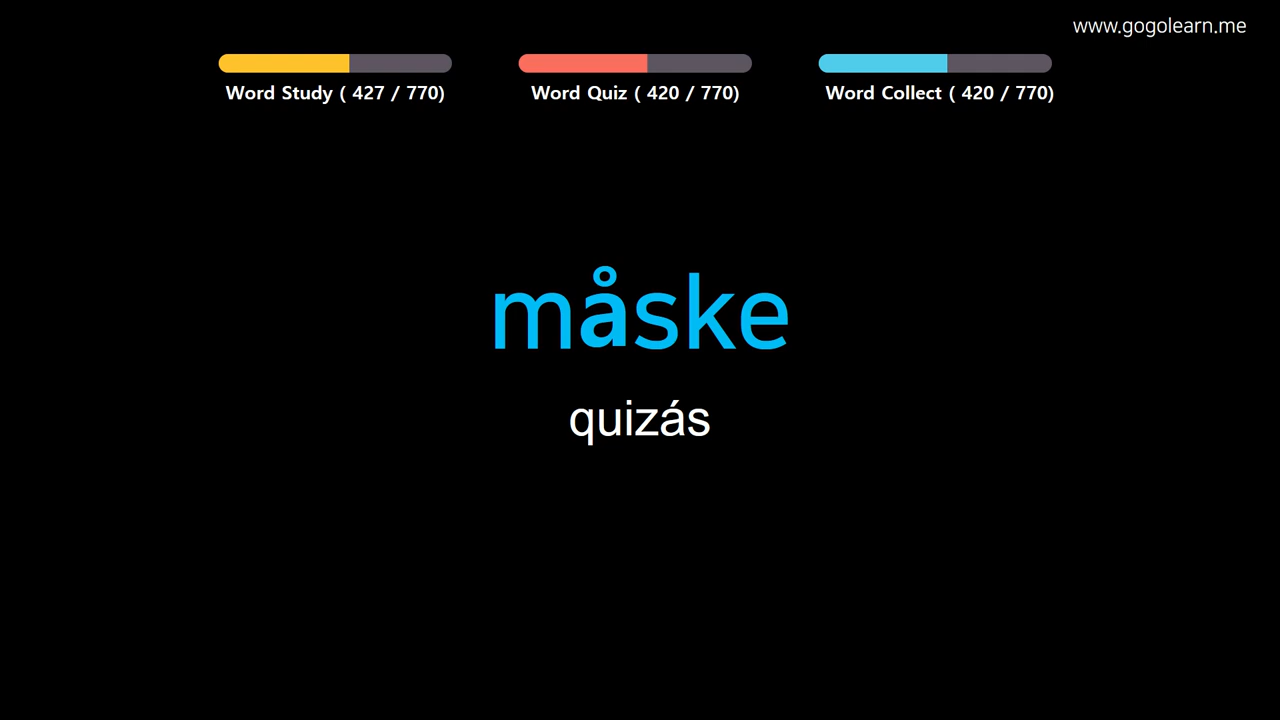 www.gogolearn.me
Word Study ( 427 / 770)
Word Quiz ( 420 / 770)
Word Collect ( 420 / 770)
måske
quizás